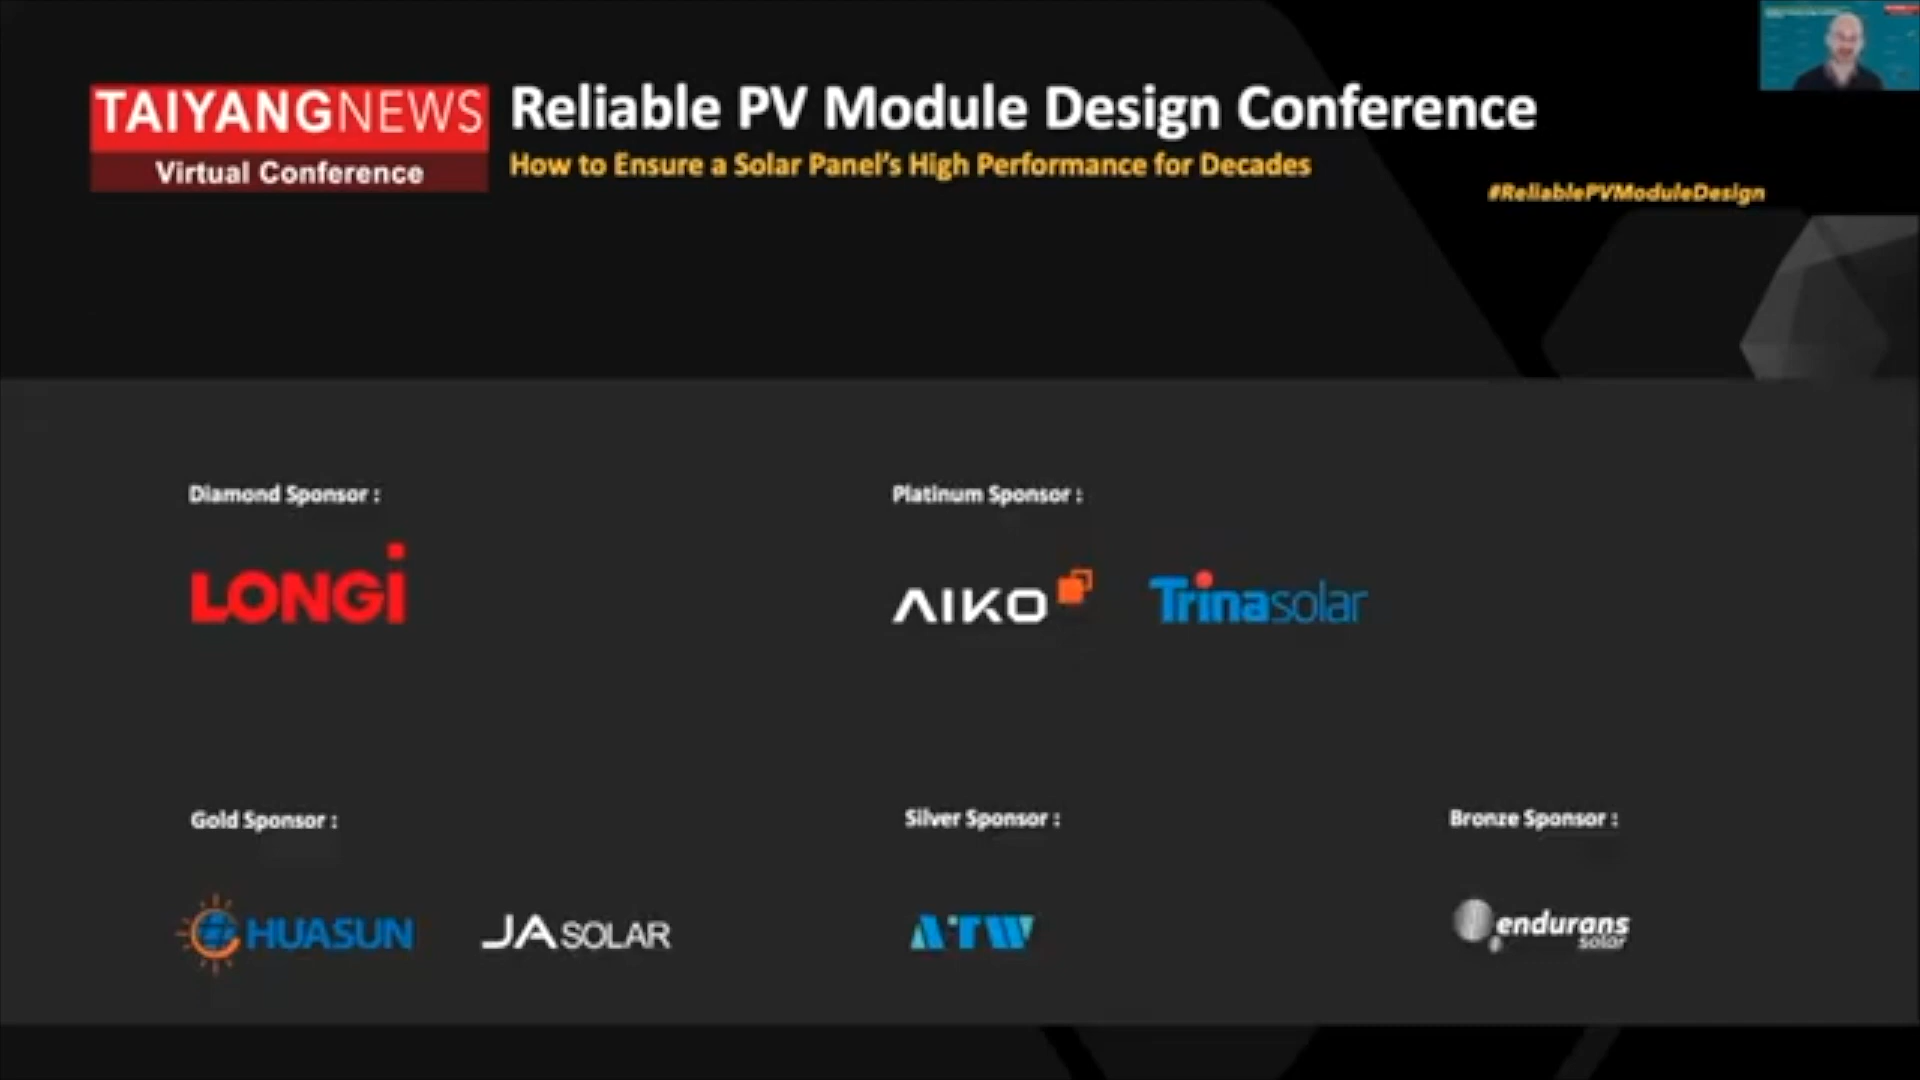 TAIYANGNEWS
Virtual Conference
Reliable PV Module Design Conference
How to Ensure a Solar Panel's High Performance for Decades
#ReliablePVModuleDesign
Diamond Sponsor :
LONGi
Platinum Sponsor :
AIKO
Trinasolar
Gold Sponsor :
HUASUN
JA SOLAR
Silver Sponsor :
ATW
Bronze Sponsor :
endurans
solar